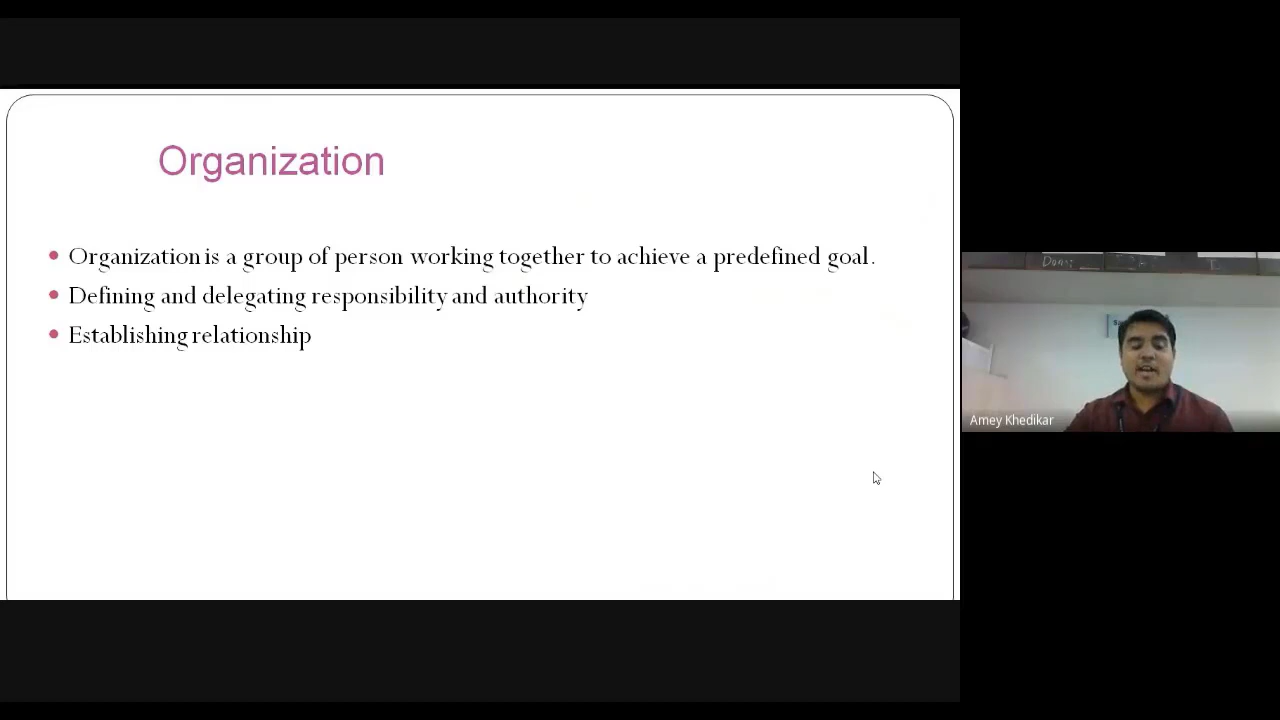 Organization
Organization is a group of person working together to achieve a predefined goal.
Defining and delegating responsibility and authority
Establishing relationship
Amey Khedikar